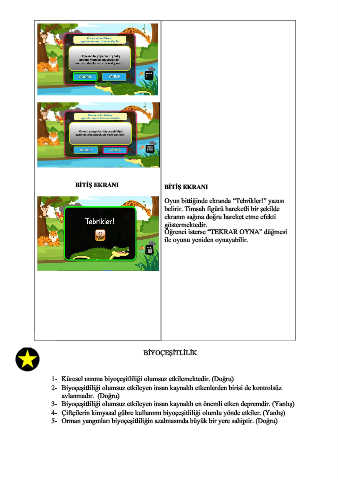 BİTİŞ EKRANI
BİTİŞ EKRANI
Oyun bittiğinde ekranda “Tebrikler!” yazısı
belirir. Timsah figürü hareketli bir şekilde
ekranın sağına doğru hareket etme efekti
göstermektedir.
Öğrenci isterse “TEKRAR OYNA” düğmesi
ile oyunu yeniden oynayabilir.
Tebrikler!
BİYOÇEŞİTLİLİK
1- Küresel ısınma biyoçeşitliliği olumsuz etkilemektedir. (Doğru)
2- Biyoçeşitliliği olumsuz etkileyen insan kaynaklı etkenlerden birisi de kontrolsüz
avlanmadır. (Doğru)
3- Biyoçeşitliliği olumsuz etkileyen insan kaynaklı en önemli etken depremdir. (Yanlış)
4- Çiftçilerin kimyasal gübre kullanımı biyoçeşitliliği olumlu yönde etkiler. (Yanlış)
5- Orman yangınları biyoçeşitliliğin azalmasında büyük bir yere sahiptir. (Doğru)